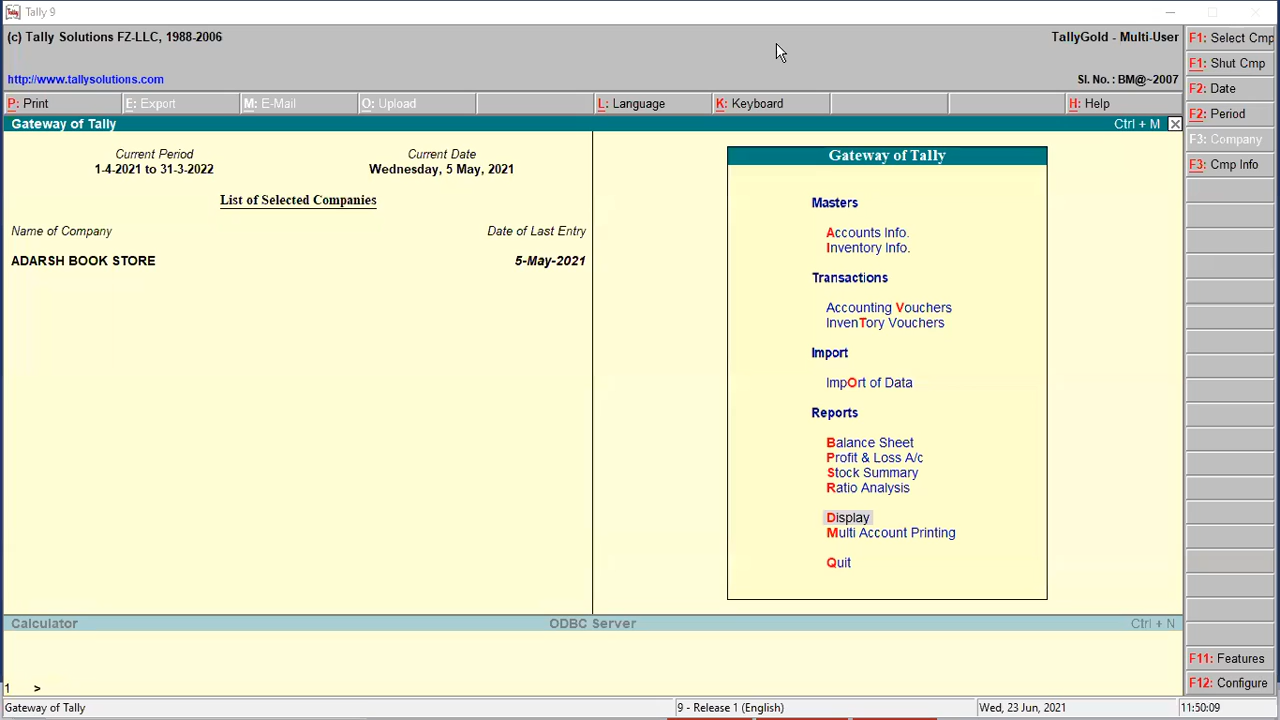 Tally 9
(c) Tally Solutions FZ-LLC, 1988-2006
TallyGold - Multi-User
http://www.tallysolutions.com
Sl. No. : BM@~2007
P: Print
E: Export
M: E-Mail
O: Upload
L: Language
K: Keyboard
H: Help
Gateway of Tally
Ctrl + M
Current Period
Current Date
1-4-2021 to 31-3-2022
Wednesday, 5 May, 2021
List of Selected Companies
Name of Company
Date of Last Entry
ADARSH BOOK STORE
5-May-2021
Gateway of Tally
Masters
Accounts Info.
Inventory Info.
Transactions
Accounting Vouchers
InvenTory Vouchers
Import
ImpOrt of Data
Reports
Balance Sheet
Profit & Loss A/c
Stock Summary
Ratio Analysis
Display
Multi Account Printing
Quit
F1: Select Cmp
F1: Shut Cmp
F2: Date
F2: Period
F3: Company
F3: Cmp Info
F11: Features
F12: Configure
Calculator
ODBC Server
Ctrl + N
1 >
Gateway of Tally
9 - Release 1 (English)
Wed, 23 Jun, 2021
11:50:09